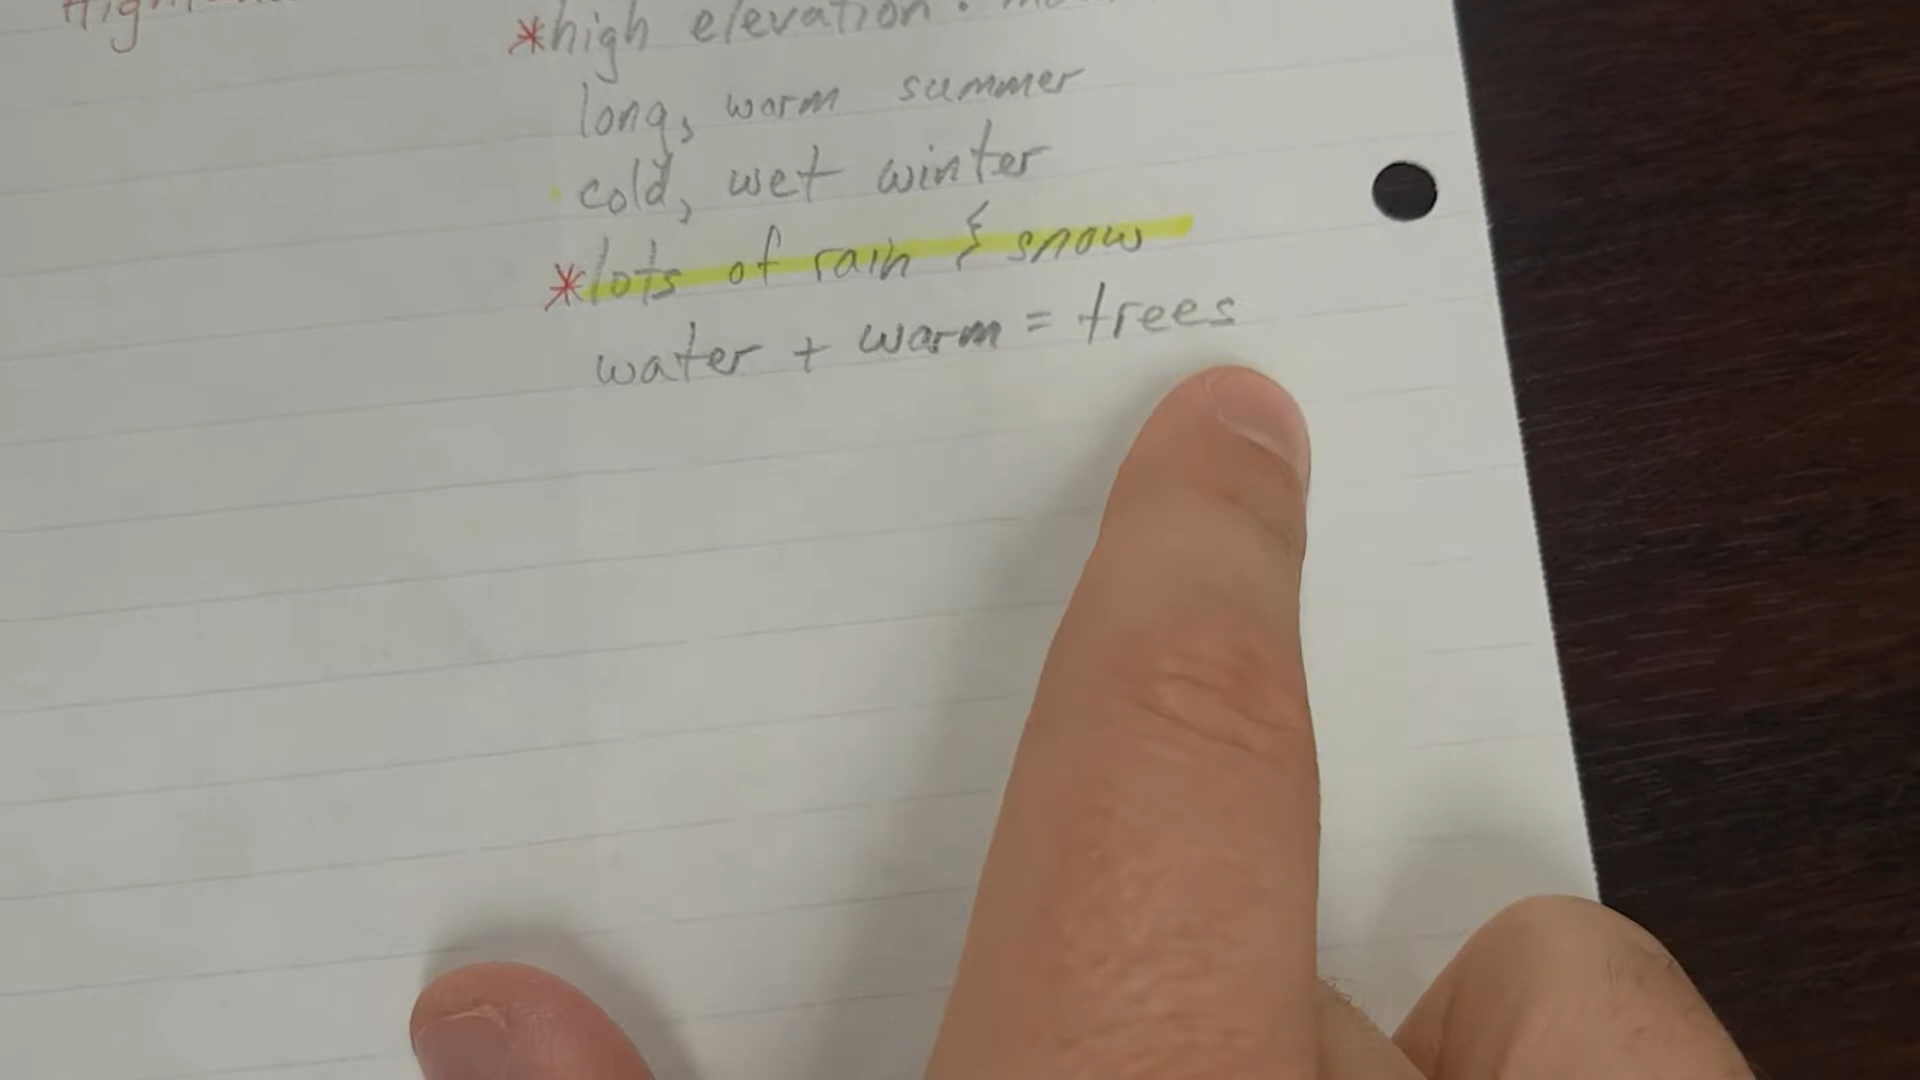 *high elevation.
long, warm summer
cold, wet winter
*lots of rain & snow
water + warm = trees